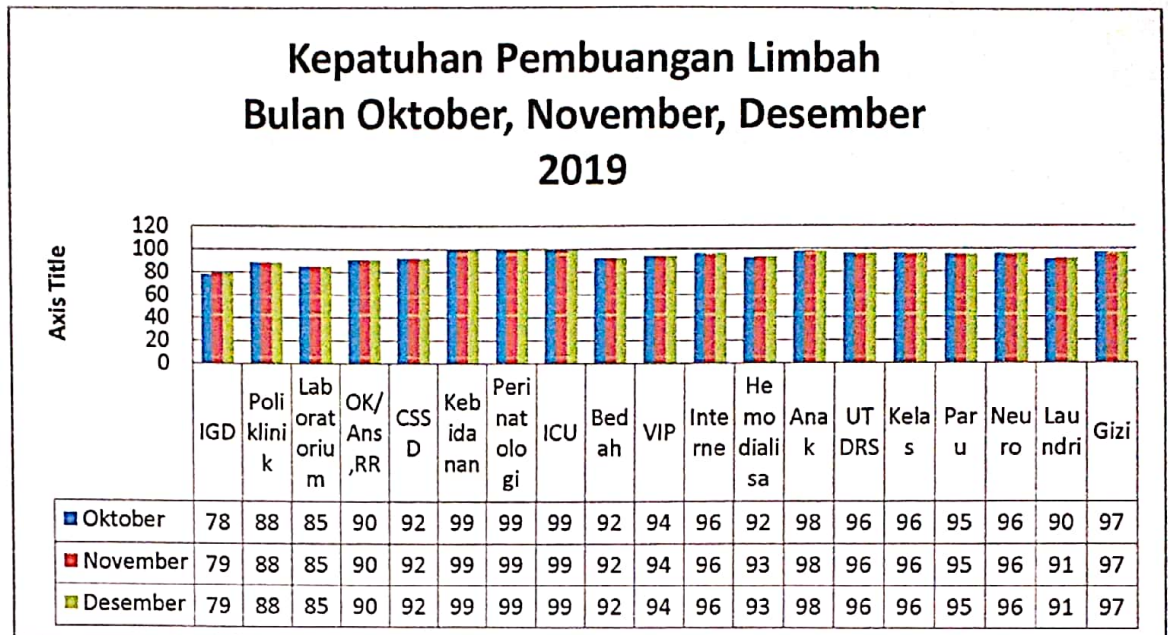 Kepatuhan Pembuangan Limbah
Bulan Oktober, November, Desember
2019
Axis Title
120
100
80
60
40
20
0
IGD
Poli
klini
k
Lab
orat
oriu
m
OK/
Ans
,RR
CSS
D
Keb
ida
nan
Peri
nat
olo
gi
ICU
Bed
ah
VIP
Inte
rne
He
mo
diali
sa
Ana
k
UT
DRS
Kela
s
Par
u
Neu
ro
Lau
ndri
Gizi
Oktober 78 88 85 90 92 99 99 99 92 94 96 92 98 96 96 95 96 90 97
November 79 88 85 90 92 99 99 99 92 94 96 93 98 96 96 95 96 91 97
Desember 79 88 85 90 92 99 99 99 92 94 96 93 98 96 96 95 96 91 97